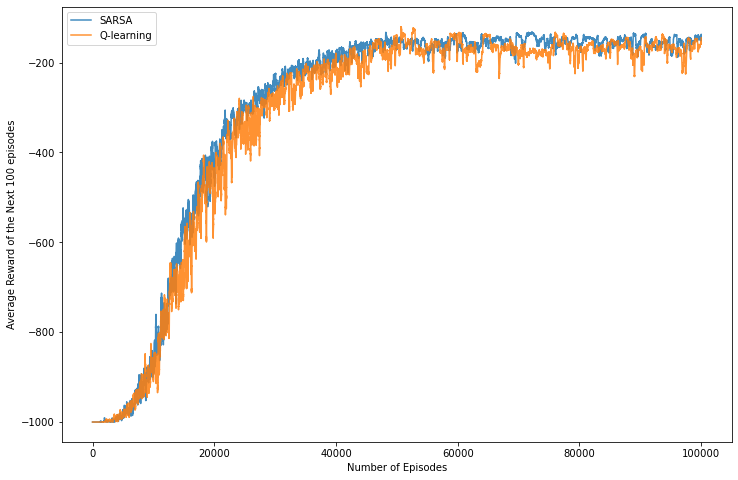 SARSA
Q-learning
−200
−400
−600
−800
−1000
Average Reward of the Next 100 episodes
0 20000 40000 60000 80000 100000
Number of Episodes